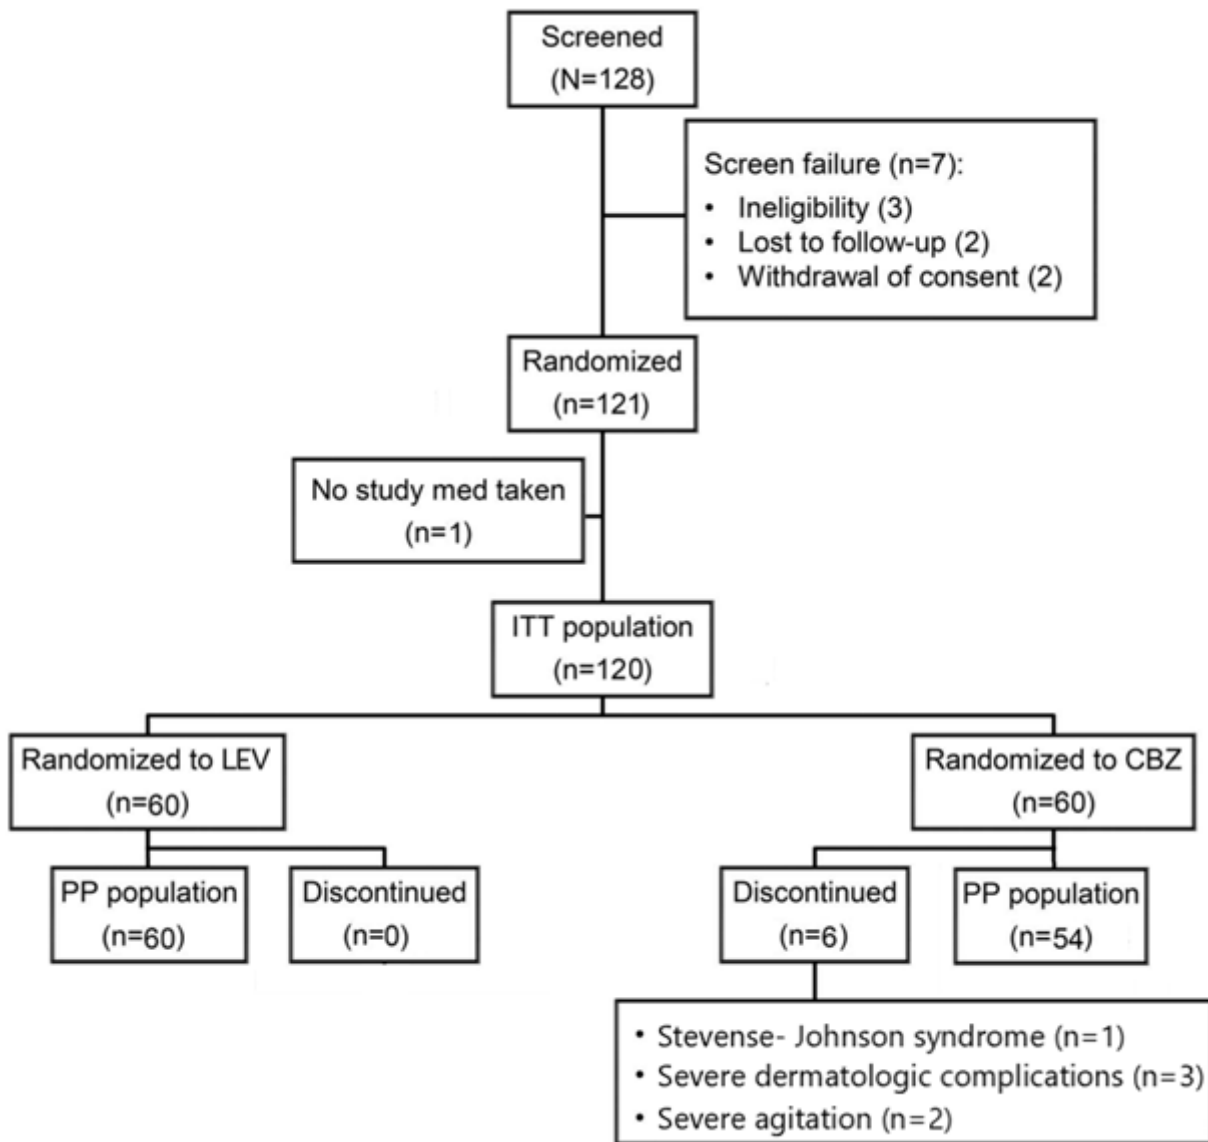 Screened
(N=128)
Screen failure (n=7):
• Ineligibility (3)
• Lost to follow-up (2)
• Withdrawal of consent (2)
Randomized
(n=121)
No study med taken
(n=1)
ITT population
(n=120)
Randomized to LEV
(n=60)
Randomized to CBZ
(n=60)
PP population
(n=60)
Discontinued
(n=0)
Discontinued
(n=6)
PP population
(n=54)
• Stevense- Johnson syndrome (n=1)
• Severe dermatologic complications (n=3)
• Severe agitation (n=2)